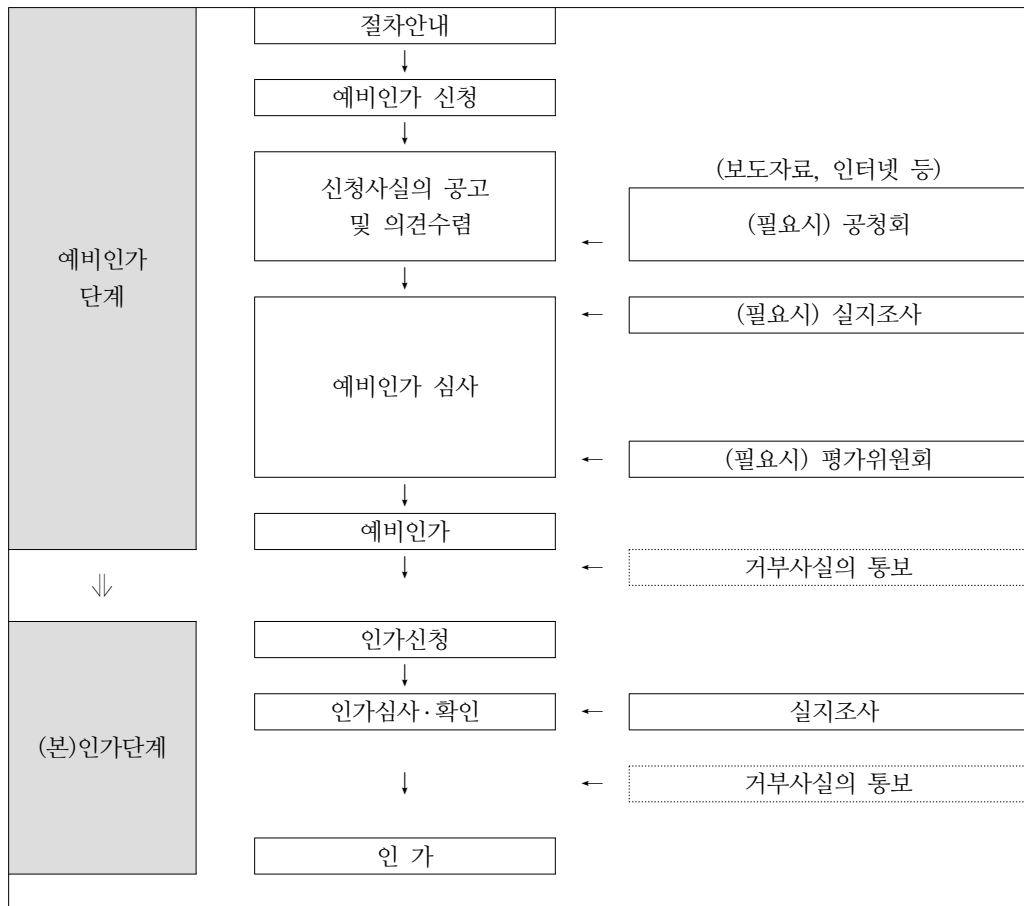 절차안내
↓
예비인가 신청
↓
(보도자료, 인터넷 등)
신청사실의 공고
및 의견수렴
← (필요시) 공청회
예비인가
단계
↓
← (필요시) 실지조사
예비인가 심사
← (필요시) 평가위원회
↓
예비인가
↓ ← 거부사실의 통보
⇓
인가신청
↓
인가심사·확인 ← 실지조사
(본)인가단계
↓ ← 거부사실의 통보
인 가